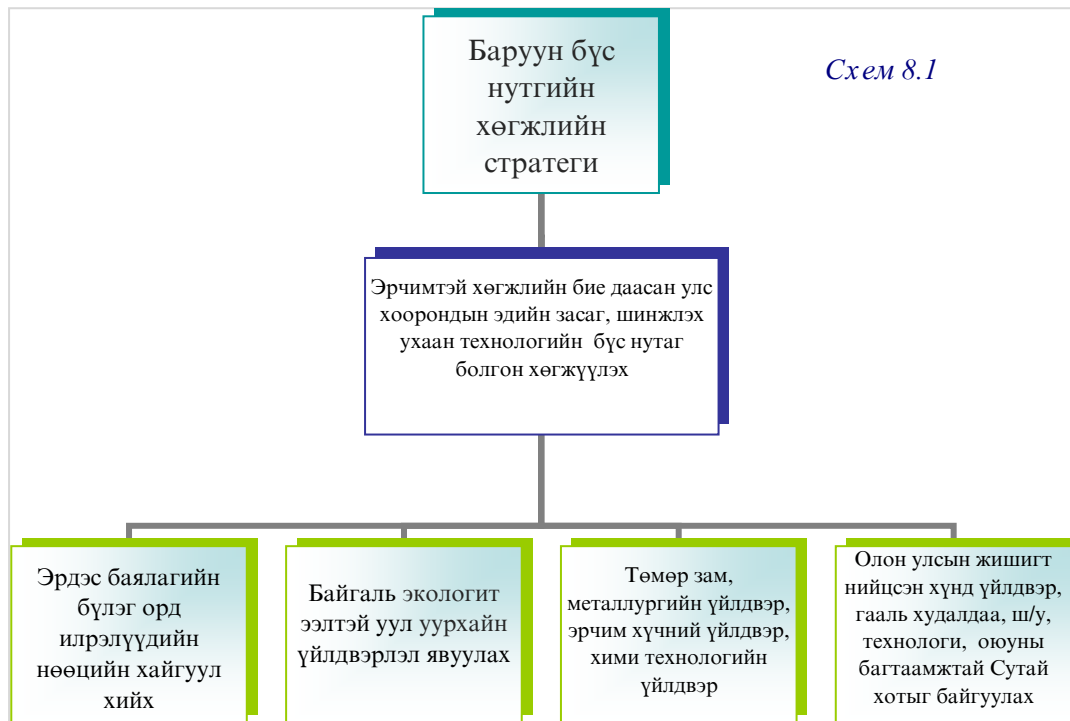 Баруун бүс
нутгийн
хөгжлийн
стратеги
Схем 8.1
Эрчимтэй хөгжлийн бие даасан улс
хоорондын эдийн засаг, шинжлэх
ухаан технологийн бүс нутаг
болгон хөгжүүлэх
Эрдэс баялагийн
бүлэг орд
илрэлүүдийн
нөөцийн хайгуул
хийх
Байгаль экологит
ээлтэй уул уурхайн
үйлдвэрлэл явуулах
Төмөр зам,
металлургийн үйлдвэр,
эрчим хүчний үйлдвэр,
хими технологийн
үйлдвэр
Олон улсын жишигт
нийцсэн хүнд үйлдвэр,
гааль худалдаа, ш/у,
технологи, оюуны
багтаамжтай Сутай
хотыг байгуулах